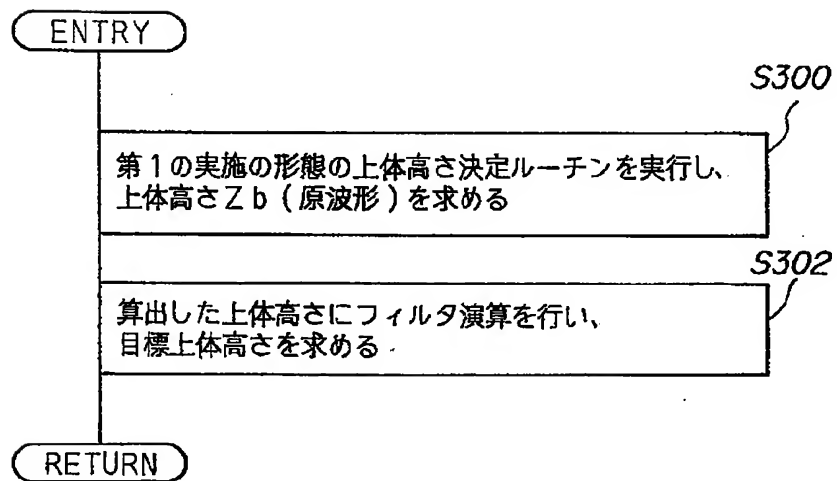 ENTRY
S300
第1の実施の形態の上体高さ決定ルーチンを実行し、
上体高さZb(原波形)を求める
S302
算出した上体高さにフィルタ演算を行い、
目標上体高さを求める
RETURN